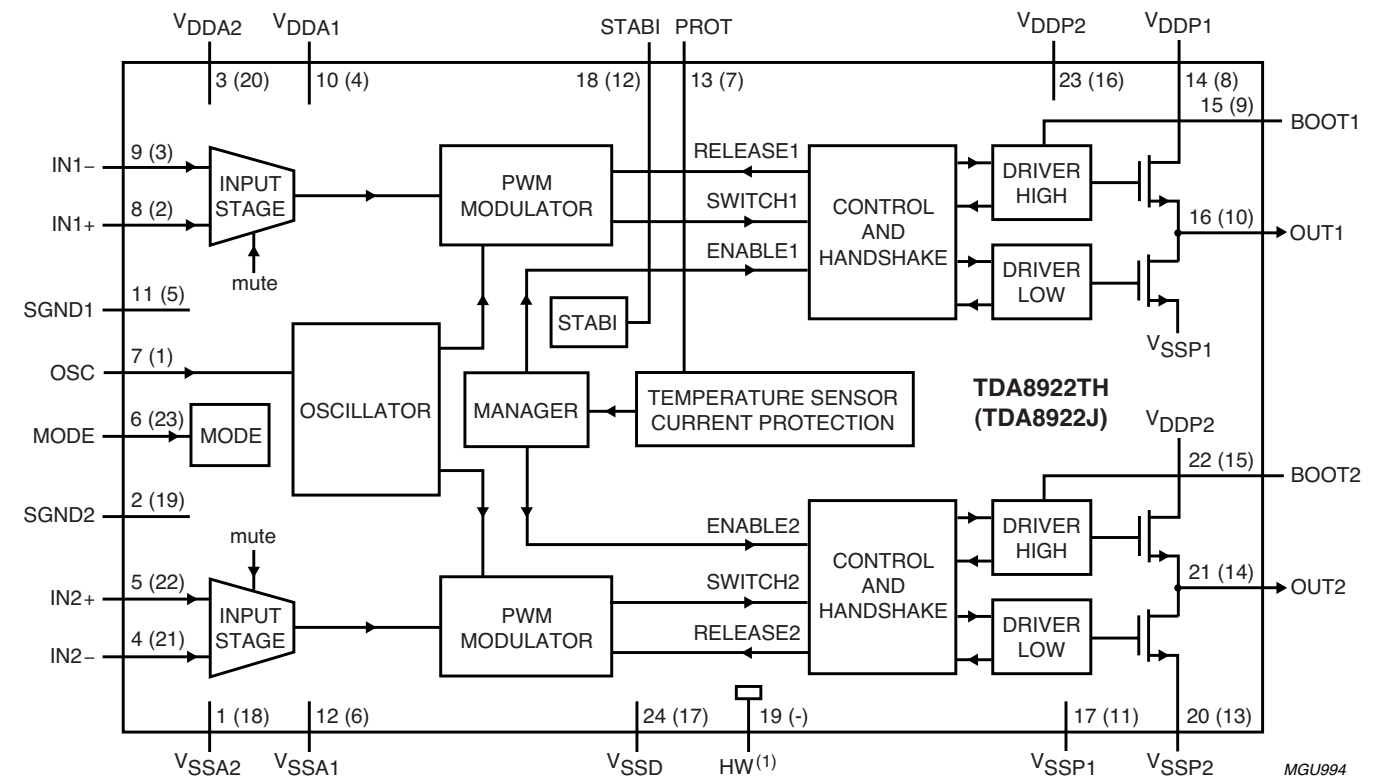 VDDA2
VDDA1
STABI PROT
VDDP2
VDDP1
3 (20)
10 (4)
18 (12)
13 (7)
23 (16)
14 (8)
15 (9)
BOOT1
IN1−
9 (3)
INPUT
STAGE
IN1+
8 (2)
mute
PWM
MODULATOR
RELEASE1
SWITCH1
ENABLE1
CONTROL
AND
HANDSHAKE
DRIVER
HIGH
16 (10)
OUT1
DRIVER
LOW
VSSP1
SGND1
11 (5)
STABI
OSC
7 (1)
OSCILLATOR
MANAGER
TEMPERATURE SENSOR
CURRENT PROTECTION
TDA8922TH
(TDA8922J)
MODE
6 (23)
MODE
VDDP2
22 (15)
BOOT2
SGND2
2 (19)
mute
IN2+
5 (22)
INPUT
STAGE
IN2−
4 (21)
PWM
MODULATOR
ENABLE2
SWITCH2
RELEASE2
CONTROL
AND
HANDSHAKE
DRIVER
HIGH
21 (14)
OUT2
DRIVER
LOW
1 (18)
12 (6)
24 (17)
19 (-)
17 (11)
20 (13)
VSSA2
VSSA1
VSSD
HW(1)
VSSP1
VSSP2
MGU994